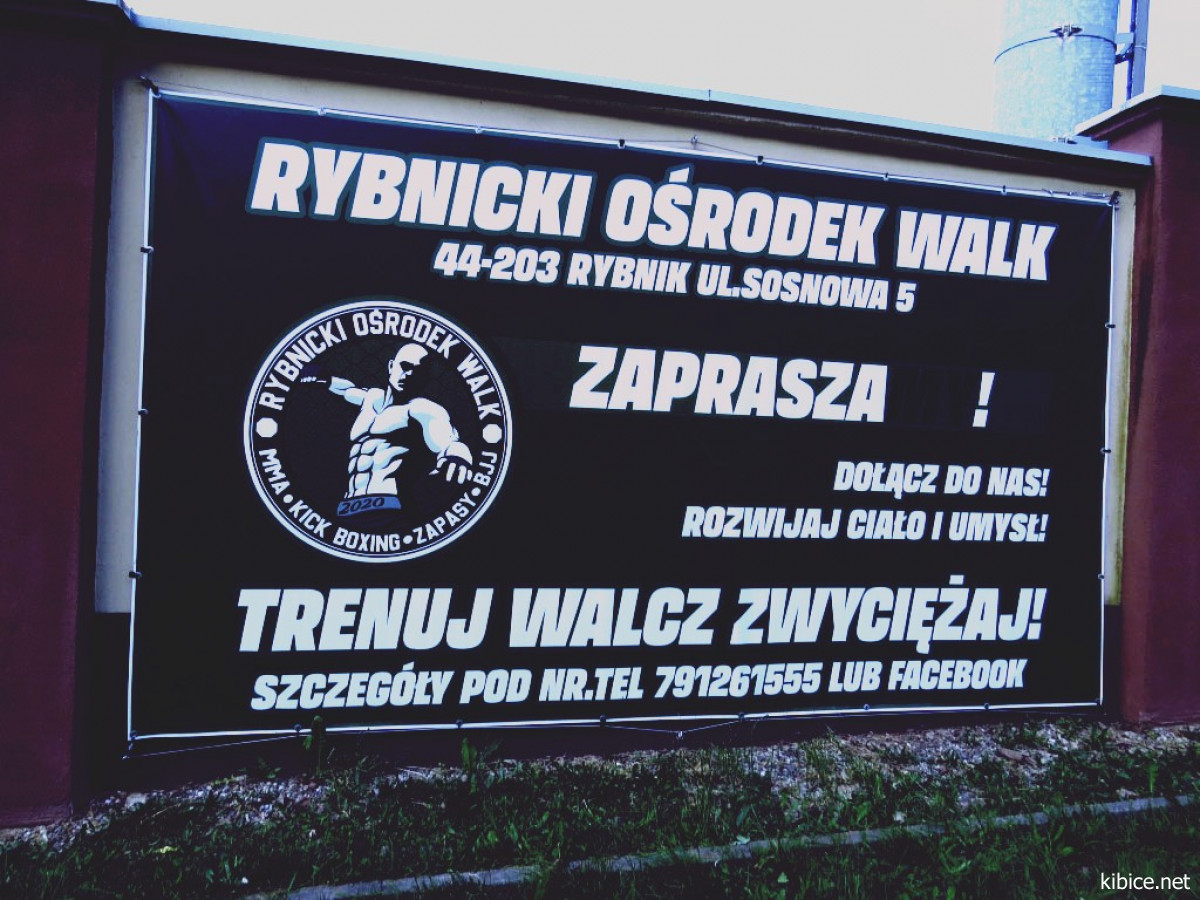 RYBNICKI OŚRODEK WALK
44-203 RYBNIK UL.SOSNOWA 5
RYBNICKI OŚRODEK WALK
2020
MMA • KICK BOXING • ZAPASY • BJJ
ZAPRASZA !
DOŁĄCZ DO NAS!
ROZWIJAJ CIAŁO I UMYSŁ!
TRENUJ WALCZ ZWYCIĘŻAJ!
SZCZEGÓŁY POD NR.TEL 791261555 LUB FACEBOOK
kibice.net